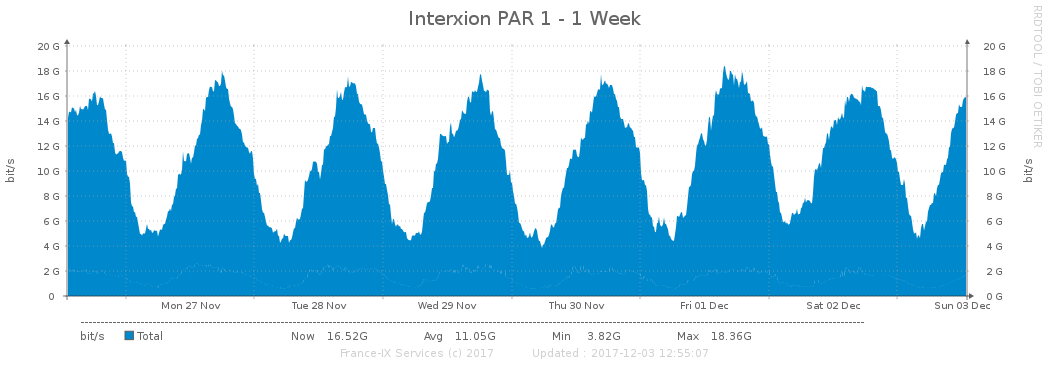 Interxion PAR 1 - 1 Week
RRDTOOL / TOBI OETIKER
bit/s
20 G
18 G
16 G
14 G
12 G
10 G
8 G
6 G
4 G
2 G
0
20 G
18 G
16 G
14 G
12 G
10 G
8 G
6 G
4 G
2 G
0 G
bit/s
Mon 27 Nov Tue 28 Nov Wed 29 Nov Thu 30 Nov Fri 01 Dec Sat 02 Dec Sun 03 Dec
bit/s Total Now 16.52G Avg 11.05G Min 3.82G Max 18.36G
France-IX Services (c) 2017 Updated : 2017-12-03 12:55:07